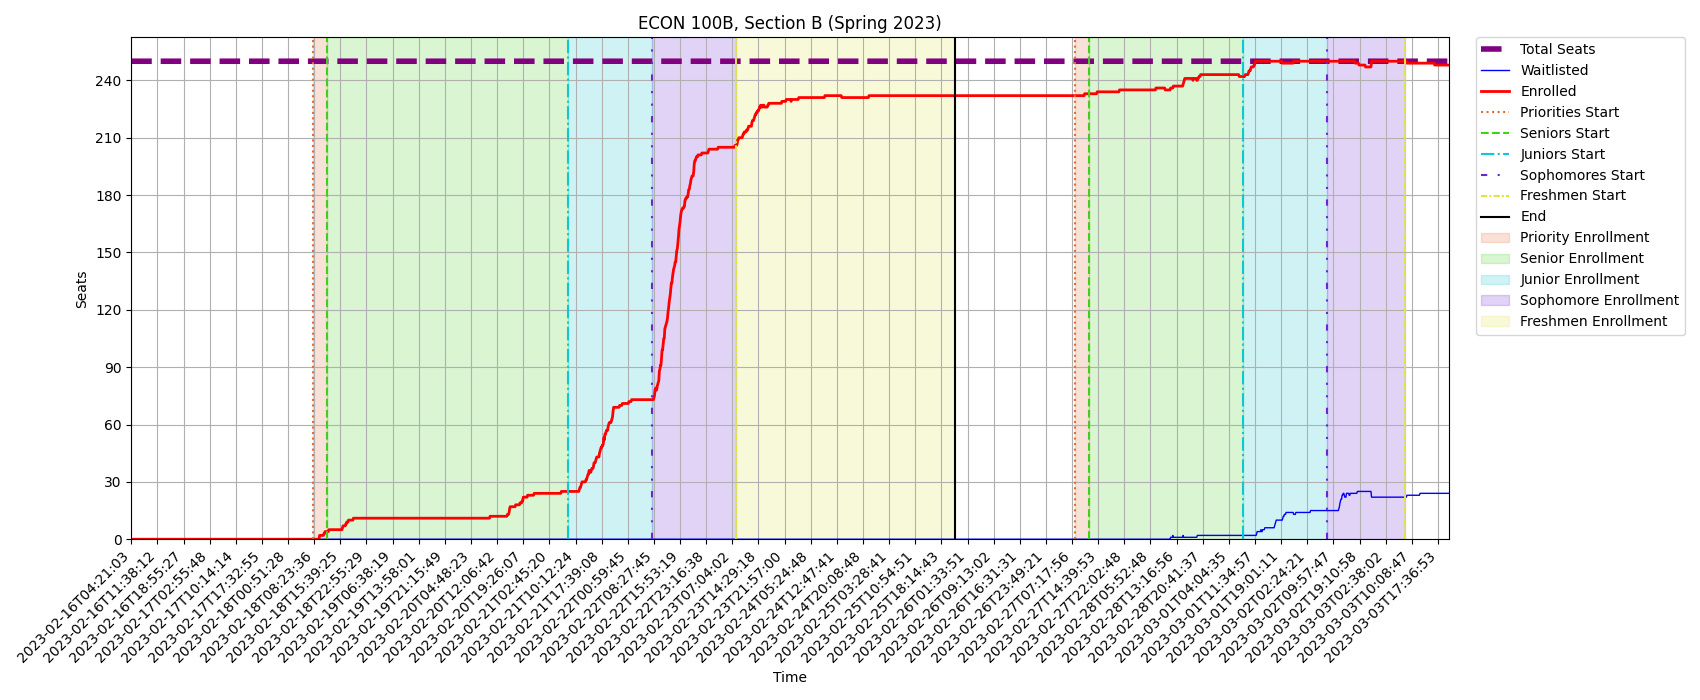 ECON 100B, Section B (Spring 2023)
Total Seats
Waitlisted
Enrolled
Priorities Start
Seniors Start
Juniors Start
Sophomores Start
Freshmen Start
End
Priority Enrollment
Senior Enrollment
Junior Enrollment
Sophomore Enrollment
Freshmen Enrollment
Seats
240
210
180
150
120
90
60
30
0
2023-02-16T04:21:03
2023-02-16T11:38:12
2023-02-16T18:55:27
2023-02-17T02:55:48
2023-02-17T10:14:14
2023-02-17T17:32:55
2023-02-18T00:51:28
2023-02-18T08:23:36
2023-02-18T15:39:25
2023-02-18T22:55:29
2023-02-19T06:38:19
2023-02-19T13:58:01
2023-02-19T21:15:49
2023-02-20T04:48:23
2023-02-20T12:06:42
2023-02-20T19:26:07
2023-02-21T02:45:20
2023-02-21T10:12:24
2023-02-21T17:39:08
2023-02-22T00:59:45
2023-02-22T08:27:45
2023-02-22T15:53:19
2023-02-22T23:16:38
2023-02-23T07:04:02
2023-02-23T14:29:18
2023-02-23T21:57:00
2023-02-24T05:24:48
2023-02-24T12:47:41
2023-02-24T20:08:48
2023-02-25T03:28:41
2023-02-25T10:54:51
2023-02-25T18:14:43
2023-02-26T01:33:51
2023-02-26T09:13:02
2023-02-26T16:31:31
2023-02-26T23:49:21
2023-02-27T07:17:56
2023-02-27T14:39:53
2023-02-27T22:02:48
2023-02-28T05:52:48
2023-02-28T13:16:56
2023-02-28T20:41:37
2023-03-01T04:04:35
2023-03-01T11:34:57
2023-03-01T19:01:11
2023-03-02T02:24:21
2023-03-02T09:57:47
2023-03-02T19:10:58
2023-03-03T02:38:02
2023-03-03T10:08:47
2023-03-03T17:36:53
Time